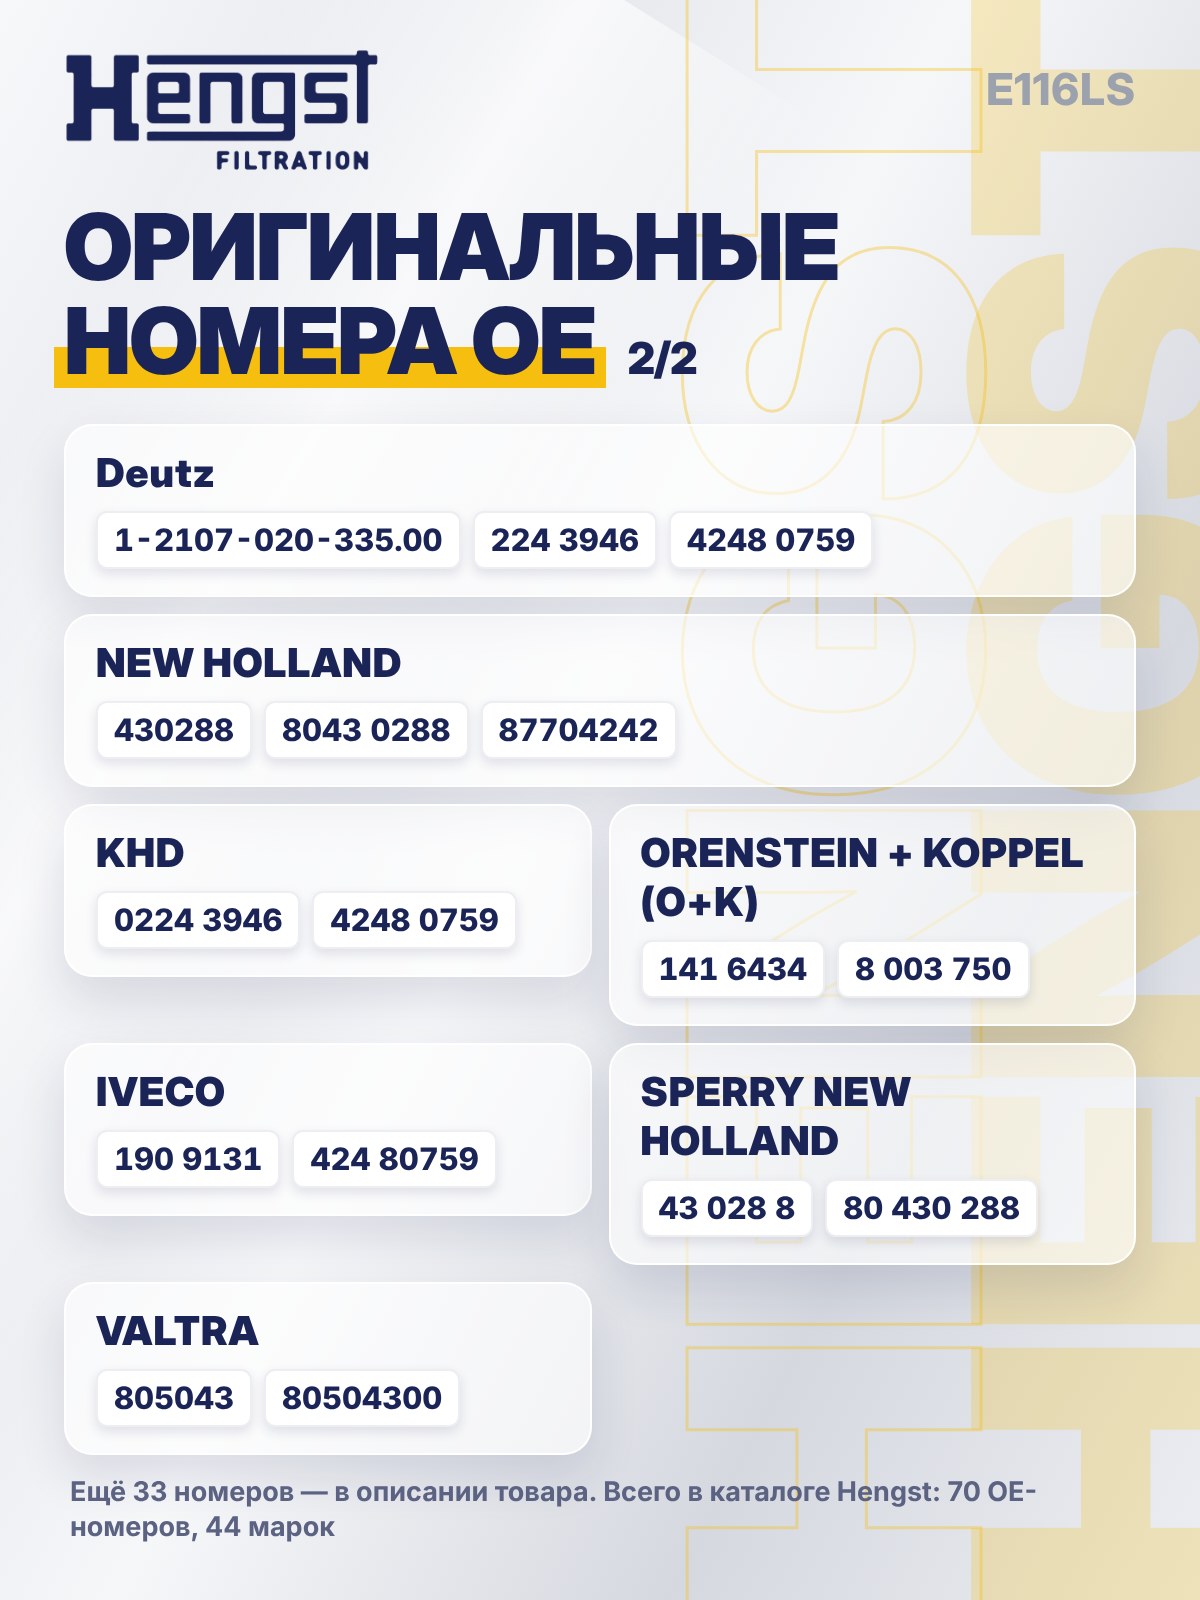 Hengst
FILTRATION
E116LS
ОРИГИНАЛЬНЫЕ
НОМЕРА OE 2/2
Deutz
1-2107-020-335.00 224 3946 4248 0759
NEW HOLLAND
430288 8043 0288 87704242
KHD
0224 3946 4248 0759
ORENSTEIN + KOPPEL
(O+K)
141 6434 8 003 750
IVECO
190 9131 424 80759
SPERRY NEW
HOLLAND
43 028 8 80 430 288
VALTRA
805043 80504300
Ещё 33 номеров — в описании товара. Всего в каталоге Hengst: 70 OE-
номеров, 44 марок
HENGST
HENGST